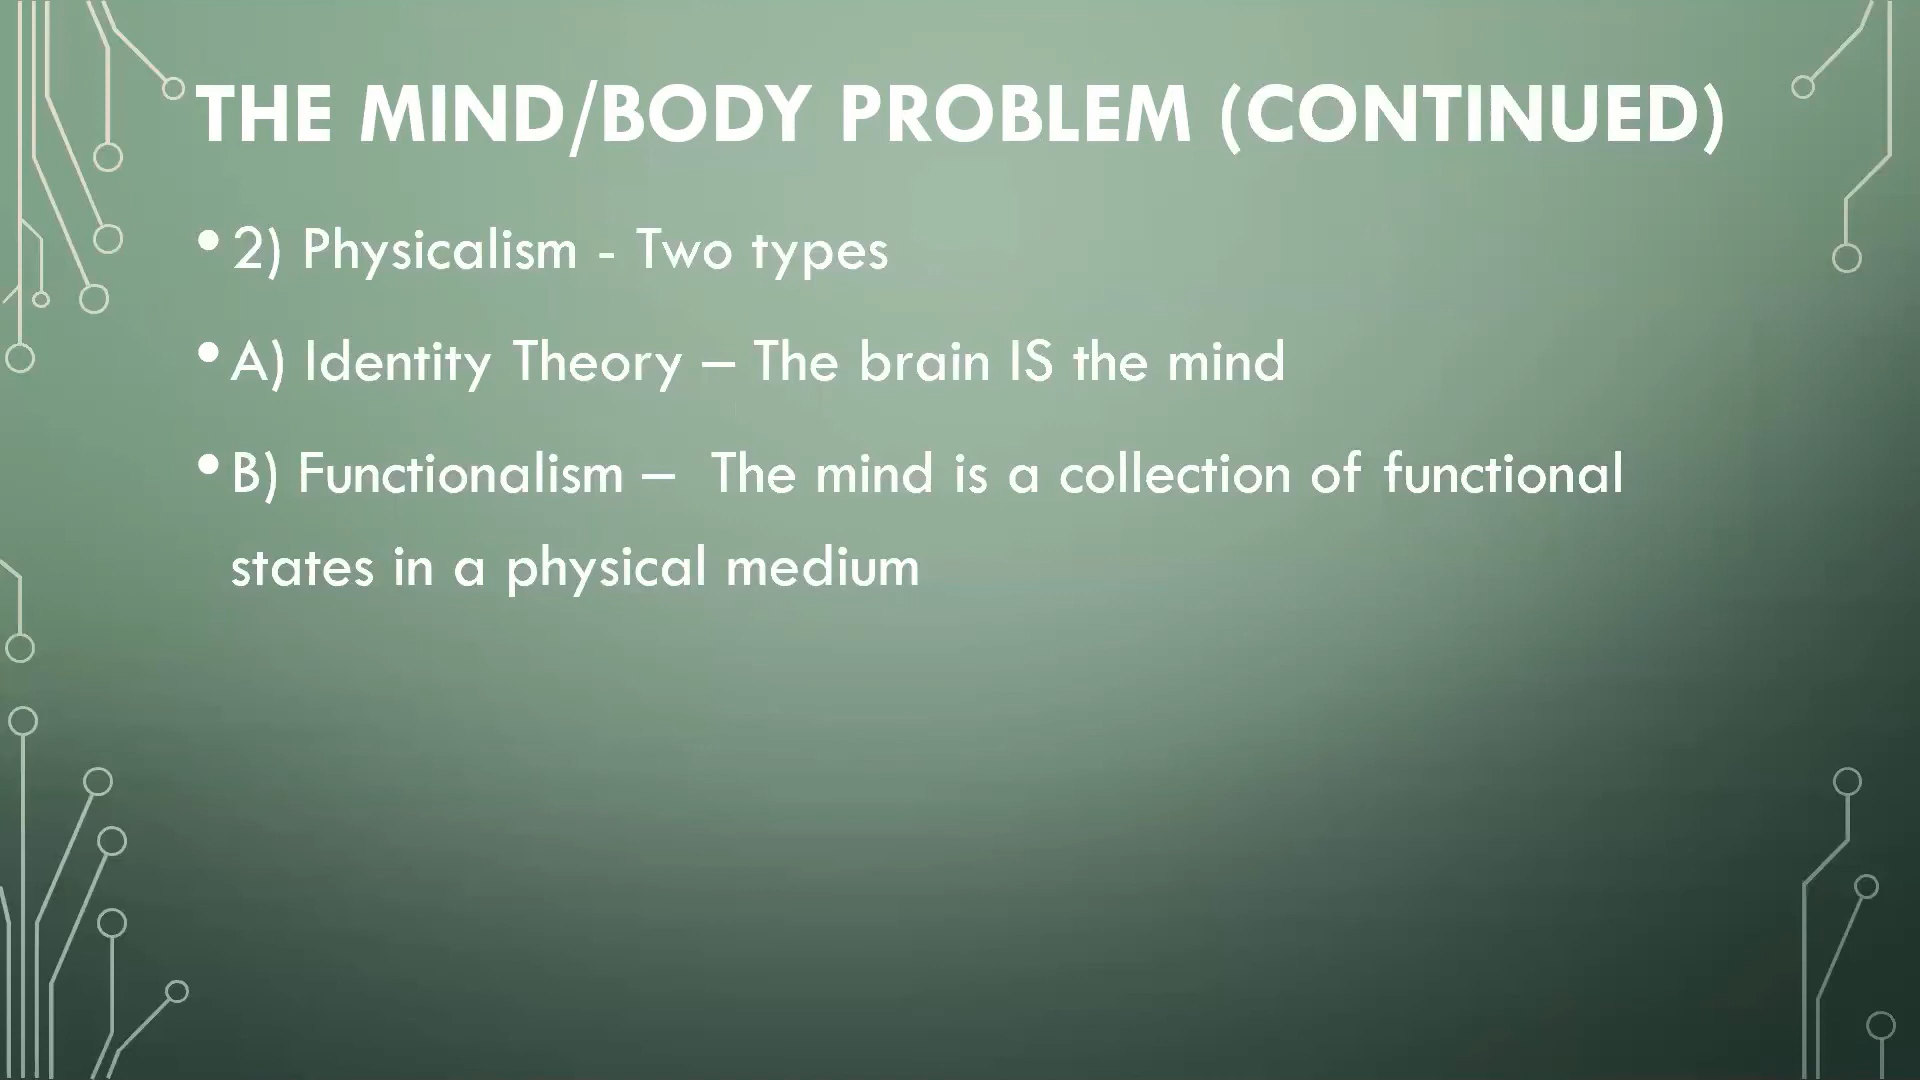 THE MIND/BODY PROBLEM (CONTINUED)
• 2) Physicalism - Two types
• A) Identity Theory – The brain IS the mind
• B) Functionalism –  The mind is a collection of functional
states in a physical medium